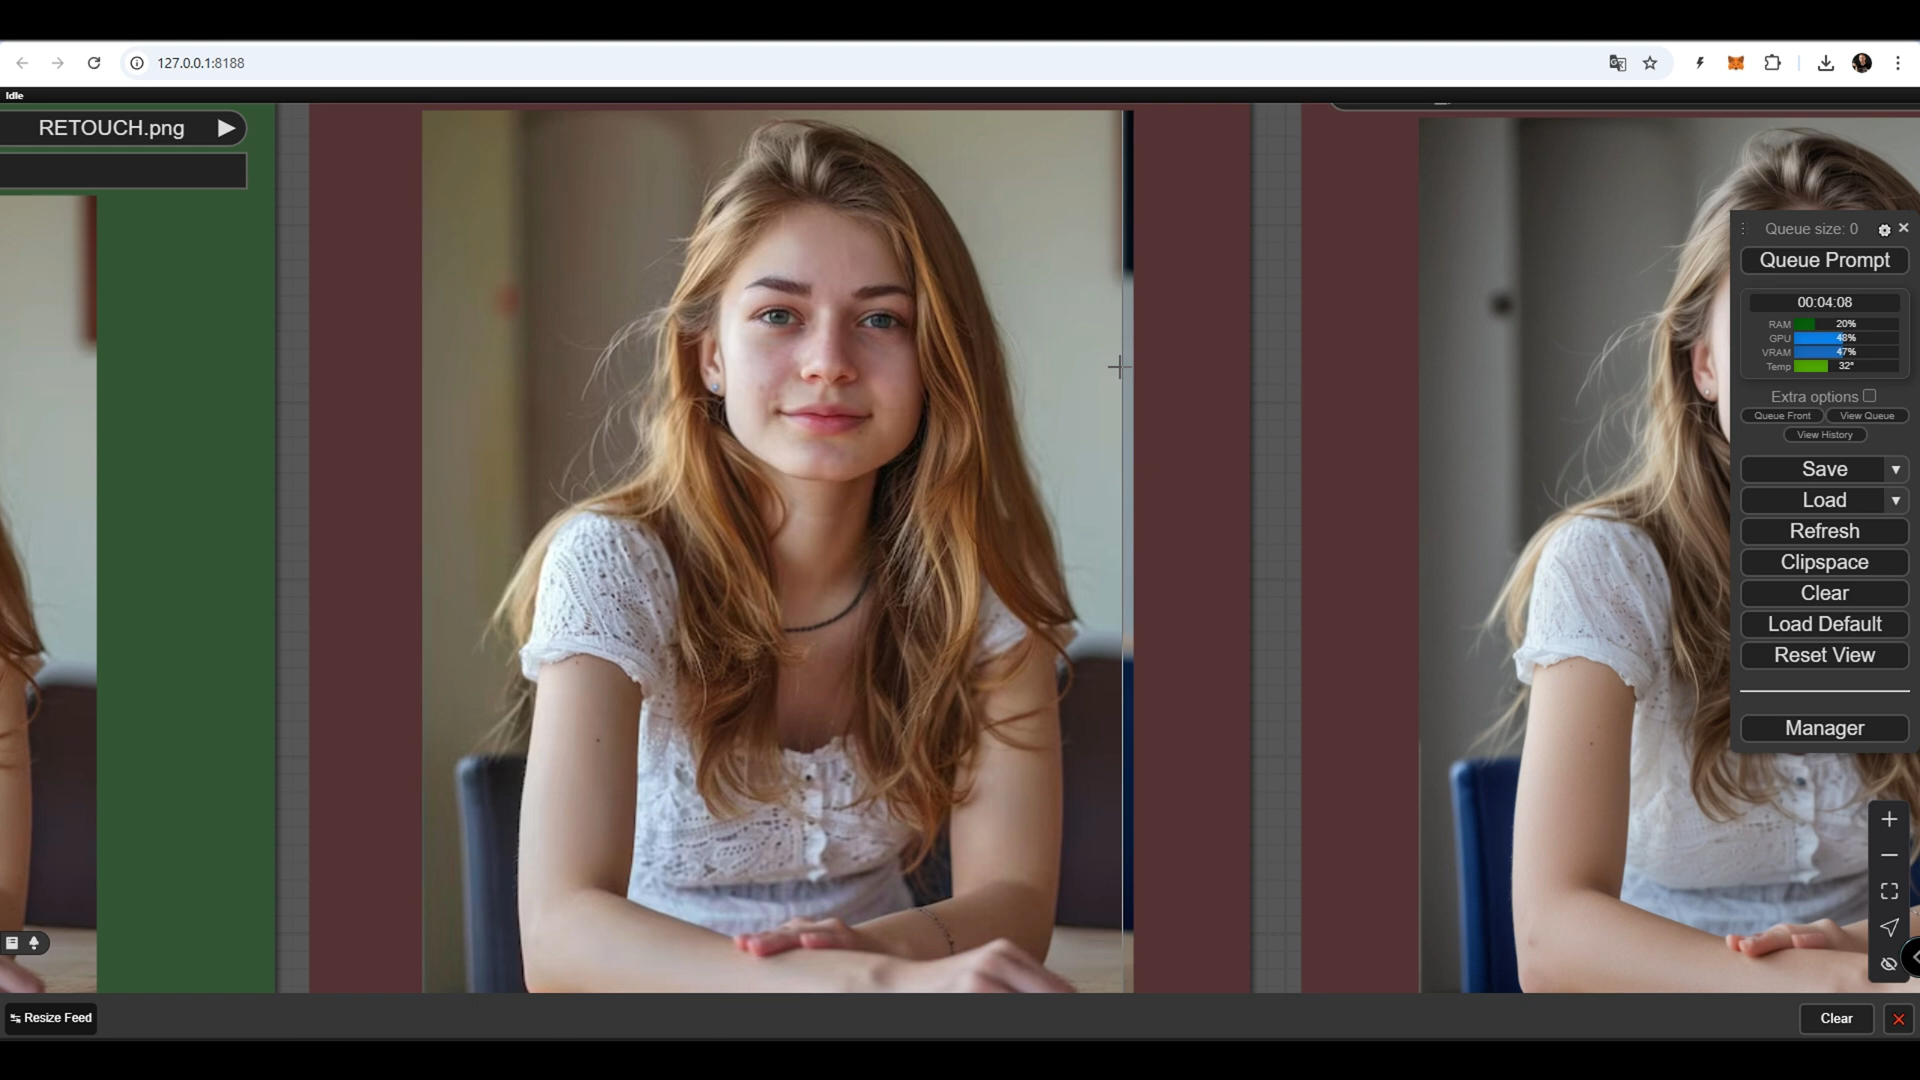 127.0.0.1:8188
Idle
RETOUCH.png
Queue size: 0
Queue Prompt
00:04:08
RAM 20%
GPU 48%
VRAM 47%
Temp 32°
Extra options
Queue Front
View Queue
View History
Save
Load
Refresh
Clipspace
Clear
Load Default
Reset View
Manager
Resize Feed
Clear